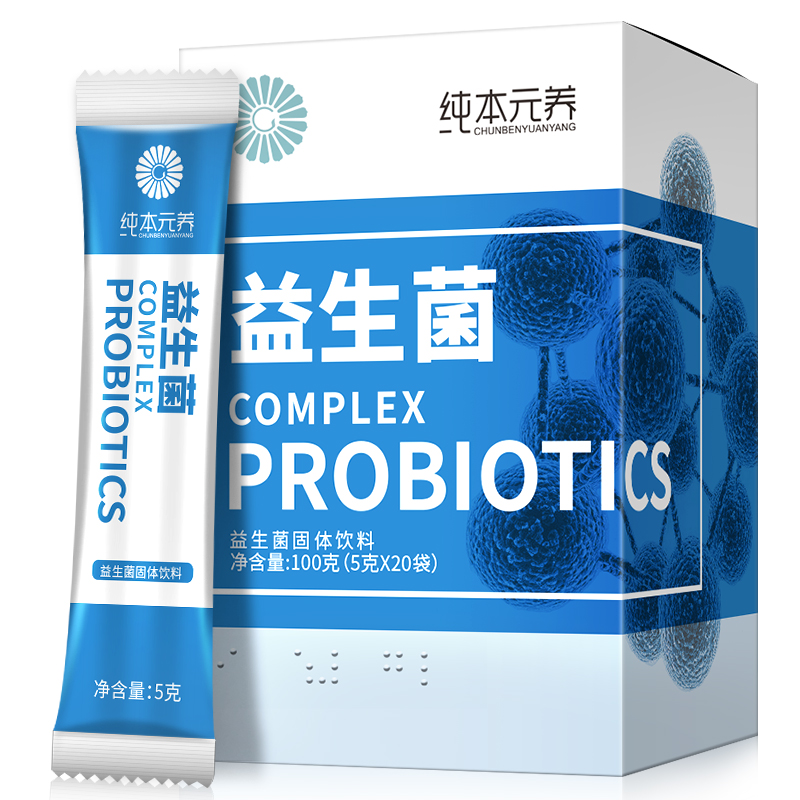 纯本元养
CHUNBENYUANYANG
益生菌
COMPLEX
PROBIOTICS
益生菌固体饮料
净含量:100克(5克X20袋)
纯本元养
CHUNBENYUANYANG
益生菌
COMPLEX
PROBIOTICS
益生菌固体饮料
净含量:5克